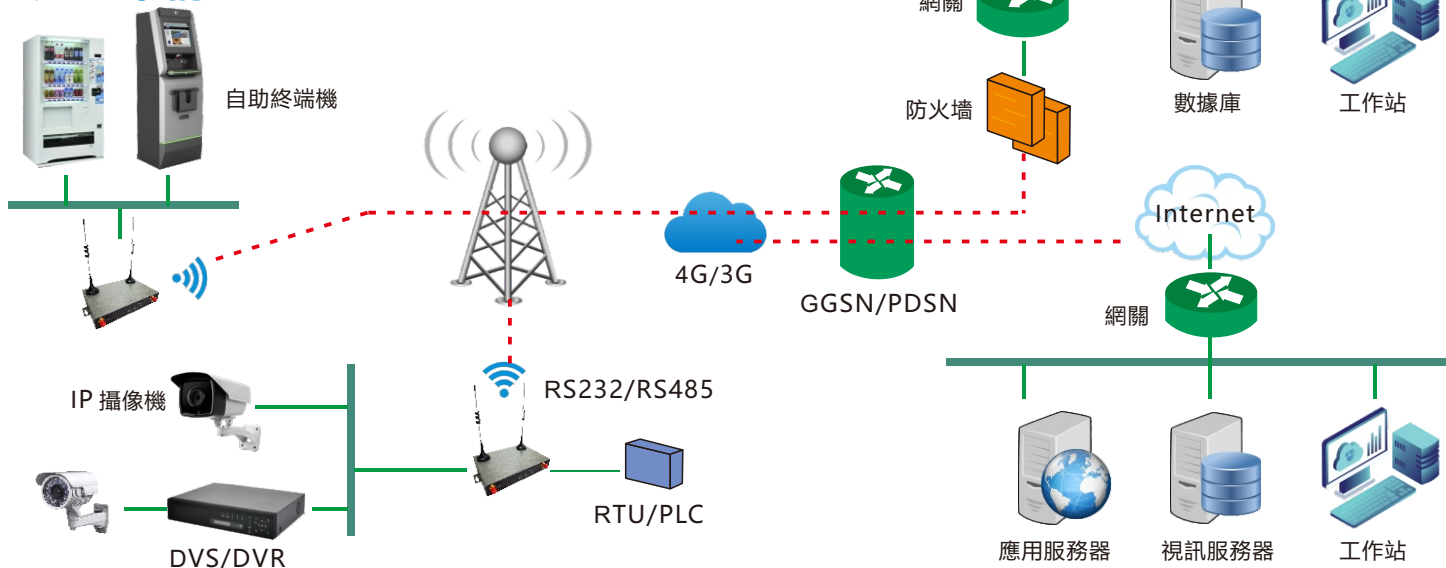 網關
自助終端機
防火墻
數據庫
工作站
Internet
4G/3G
GGSN/PDSN
網關
IP 攝像機
RS232/RS485
RTU/PLC
DVS/DVR
應用服務器
視訊服務器
工作站